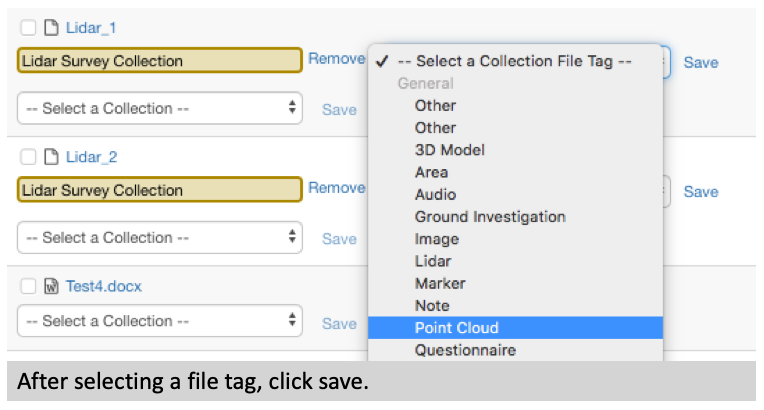 Lidar_1
Lidar Survey Collection Remove Save
-- Select a Collection -- Save
✓ -- Select a Collection File Tag --
General
Other
Other
3D Model
Area
Audio
Ground Investigation
Image
Lidar
Marker
Note
Point Cloud
Questionnaire
Lidar_2
Lidar Survey Collection Remove Save
-- Select a Collection -- Save
Test4.docx
-- Select a Collection -- Save
After selecting a file tag, click save.